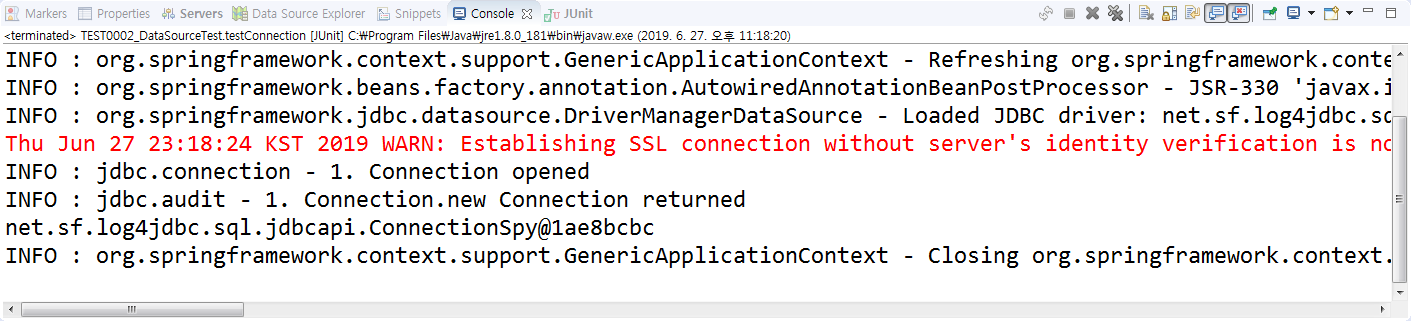 Markers Properties Servers Data Source Explorer Snippets Console JUnit
<terminated> TEST0002_DataSourceTest.testConnection [JUnit] C:₩Program Files₩Java₩jre1.8.0_181₩bin₩javaw.exe (2019. 6. 27. 오후 11:18:20)
INFO : org.springframework.context.support.GenericApplicationContext - Refreshing org.springframework.conte
INFO : org.springframework.beans.factory.annotation.AutowiredAnnotationBeanPostProcessor - JSR-330 'javax.i
INFO : org.springframework.jdbc.datasource.DriverManagerDataSource - Loaded JDBC driver: net.sf.log4jdbc.sq
Thu Jun 27 23:18:24 KST 2019 WARN: Establishing SSL connection without server's identity verification is no
INFO : jdbc.connection - 1. Connection opened
INFO : jdbc.audit - 1. Connection.new Connection returned
net.sf.log4jdbc.sql.jdbcapi.ConnectionSpy@1ae8bcbc
INFO : org.springframework.context.support.GenericApplicationContext - Closing org.springframework.context.